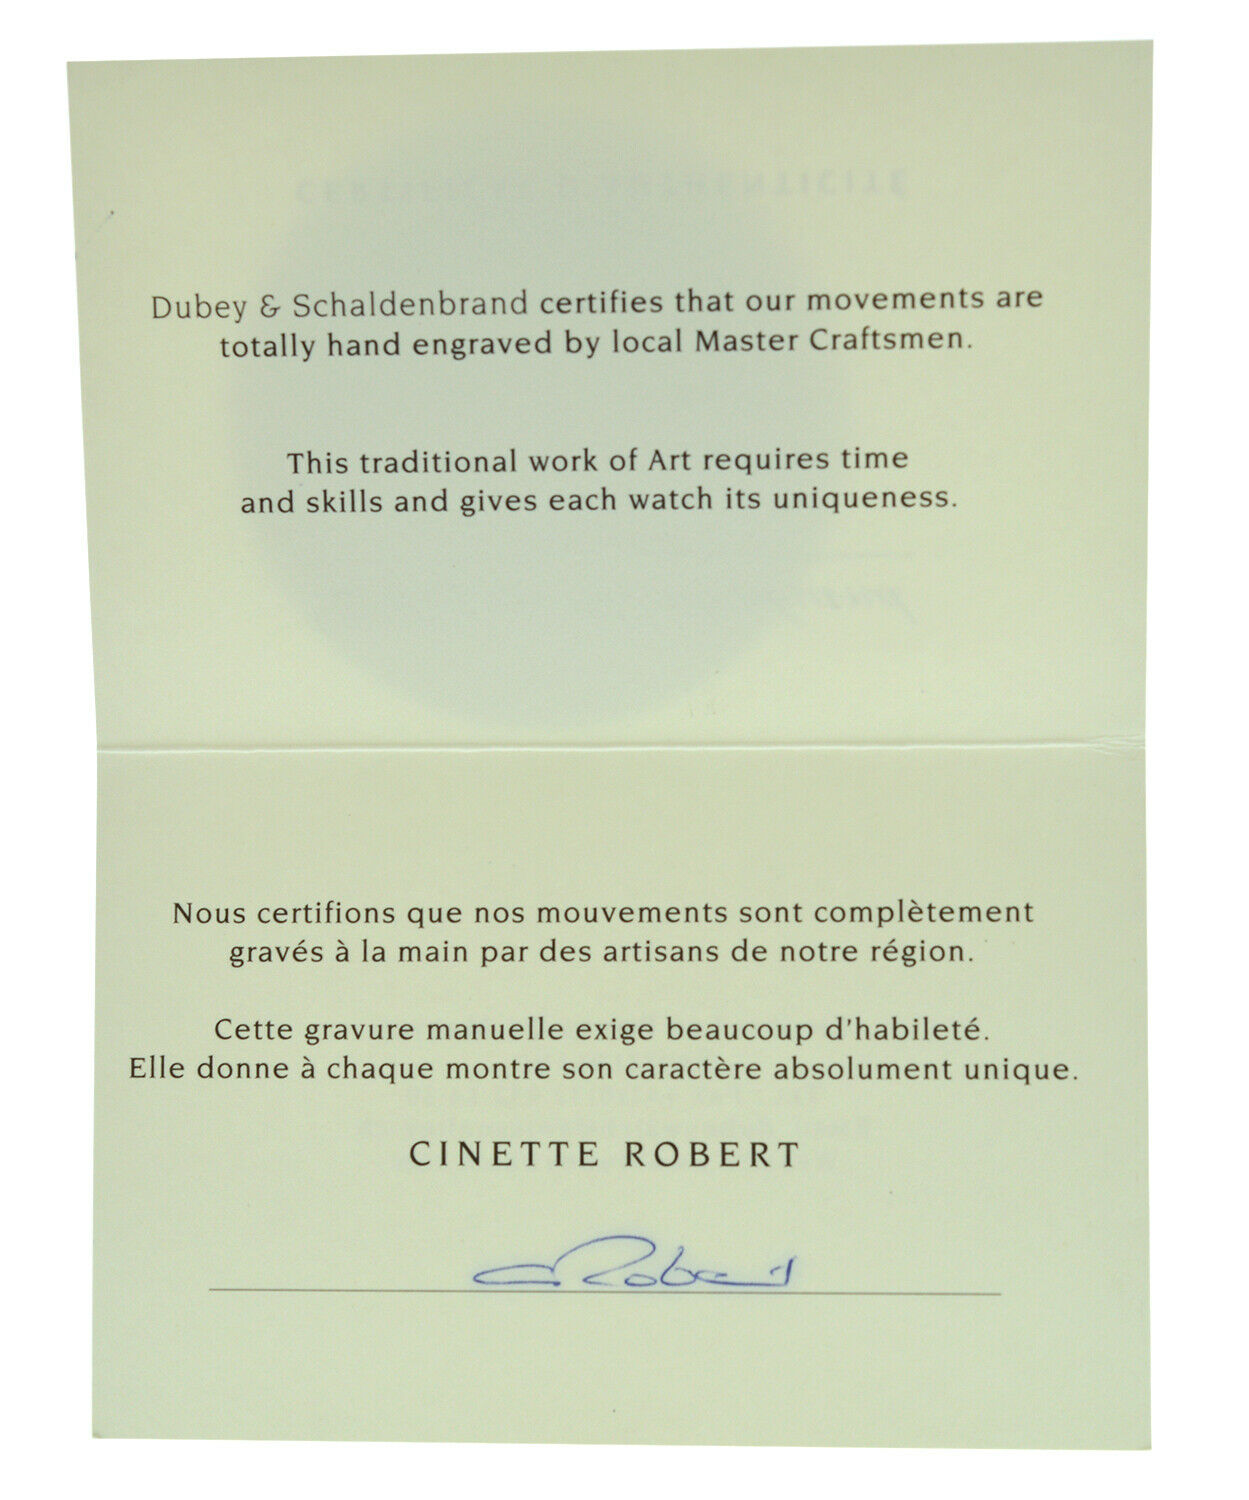 Dubey & Schaldenbrand certifies that our movements are
totally hand engraved by local Master Craftsmen.
This traditional work of Art requires time
and skills and gives each watch its uniqueness.
Nous certifions que nos mouvements sont complètement
gravés à la main par des artisans de notre région.
Cette gravure manuelle exige beaucoup d'habileté.
Elle donne à chaque montre son caractère absolument unique.
CINETTE ROBERT
C Robert